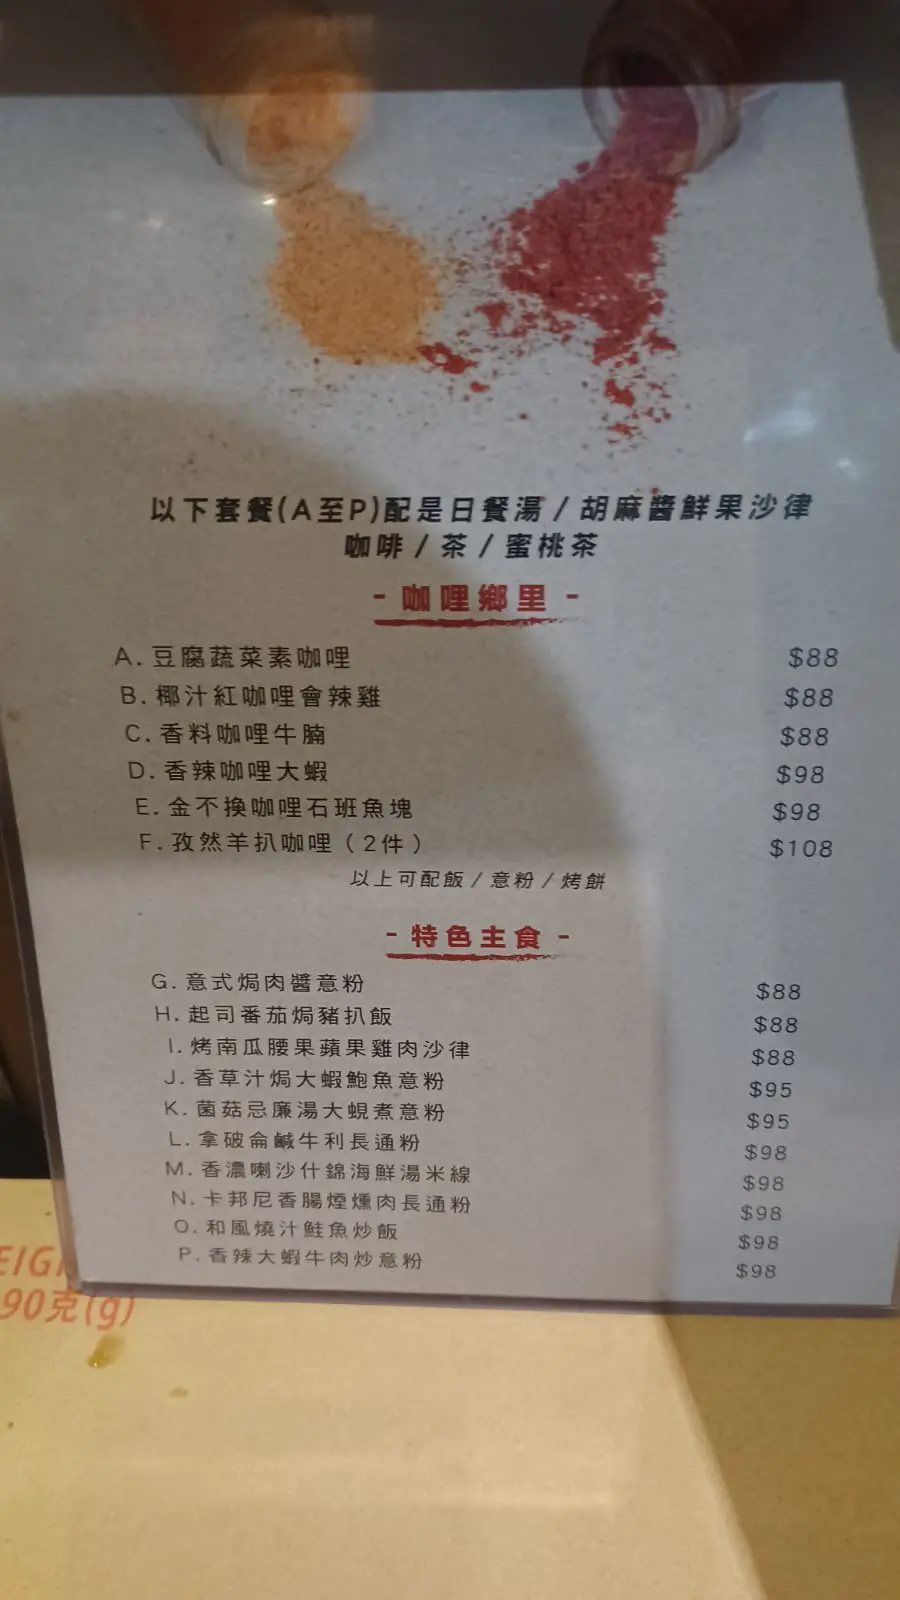 以下套餐(A至P)配是日餐湯 / 胡麻醬鮮果沙律
咖啡 / 茶 / 蜜桃茶
- 咖哩鄉里 -
A. 豆腐蔬菜素咖哩 $88
B. 椰汁紅咖哩會辣雞 $88
C. 香料咖哩牛腩 $88
D. 香辣咖哩大蝦 $98
E. 金不換咖哩石班魚塊 $98
F. 孜然羊扒咖哩（2件） $108
以上可配飯 / 意粉 / 烤餅
- 特色主食 -
G. 意式焗肉醬意粉 $88
H. 起司番茄焗豬扒飯 $88
I. 烤南瓜腰果蘋果雞肉沙律 $88
J. 香草汁焗大蝦鮑魚意粉 $95
K. 菌菇忌廉湯大蜆煮意粉 $95
L. 拿破侖鹹牛利長通粉 $98
M. 香濃喇沙什錦海鮮湯米線 $98
N. 卡邦尼香腸煙燻肉長通粉 $98
O. 和風燒汁鮭魚炒飯 $98
P. 香辣大蝦牛肉炒意粉 $98
90克(g)